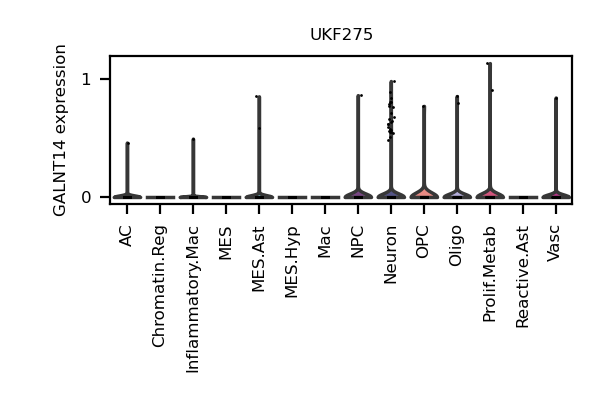 UKF275
GALNT14 expression
1
0
AC
Chromatin.Reg
Inflammatory.Mac
MES
MES.Ast
MES.Hyp
Mac
NPC
Neuron
OPC
Oligo
Prolif.Metab
Reactive.Ast
Vasc